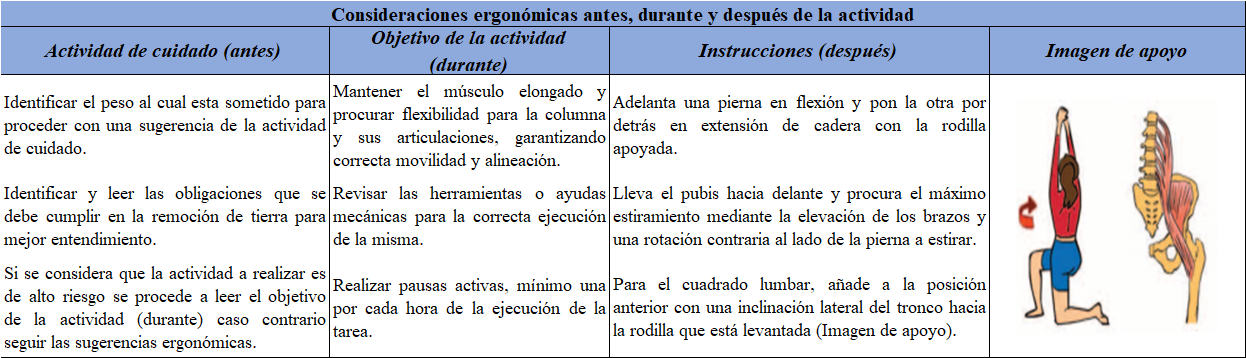 Consideraciones ergonómicas antes, durante y después de la actividad
Actividad de cuidado (antes)
Objetivo de la actividad
(durante)
Instrucciones (después)
Imagen de apoyo
Identificar el peso al cual esta sometido para
proceder con una sugerencia de la actividad
de cuidado.
Mantener el músculo elongado y
procurar flexibilidad para la columna
y sus articulaciones, garantizando
correcta movilidad y alineación.
Adelanta una pierna en flexión y pon la otra por
detrás en extensión de cadera con la rodilla
apoyada.
Identificar y leer las obligaciones que se
debe cumplir en la remoción de tierra para
mejor entendimiento.
Revisar las herramientas o ayudas
mecánicas para la correcta ejecución
de la misma.
Lleva el pubis hacia delante y procura el máximo
estiramiento mediante la elevación de los brazos y
una rotación contraria al lado de la pierna a estirar.
Si se considera que la actividad a realizar es
de alto riesgo se procede a leer el objetivo
de la actividad (durante) caso contrario
seguir las sugerencias ergonómicas.
Realizar pausas activas, mínimo una
por cada hora de la ejecución de la
tarea.
Para el cuadrado lumbar, añade a la posición
anterior con una inclinación lateral del tronco hacia
la rodilla que está levantada (Imagen de apoyo).